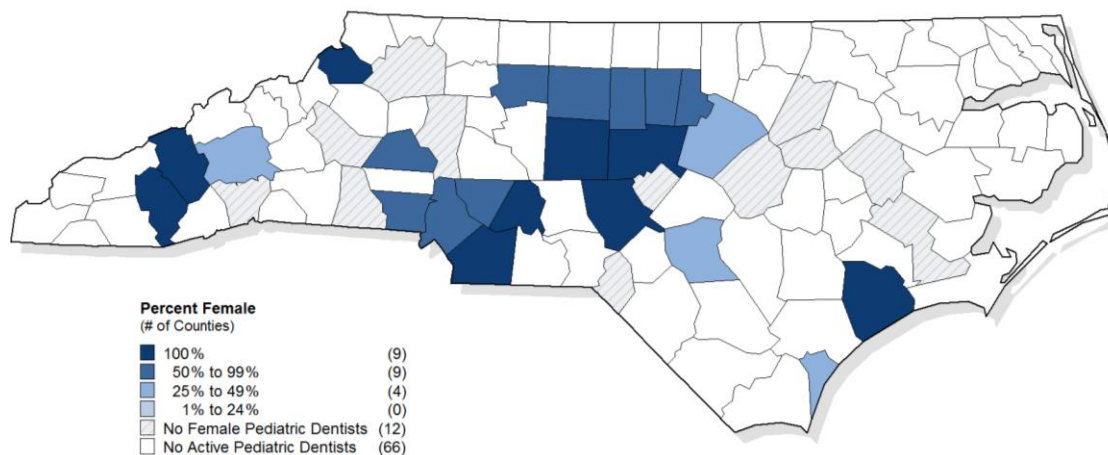 Percent Female
(# of Counties)
100% (9)
50% to 99% (9)
25% to 49% (4)
1% to 24% (0)
No Female Pediatric Dentists (12)
No Active Pediatric Dentists (66)